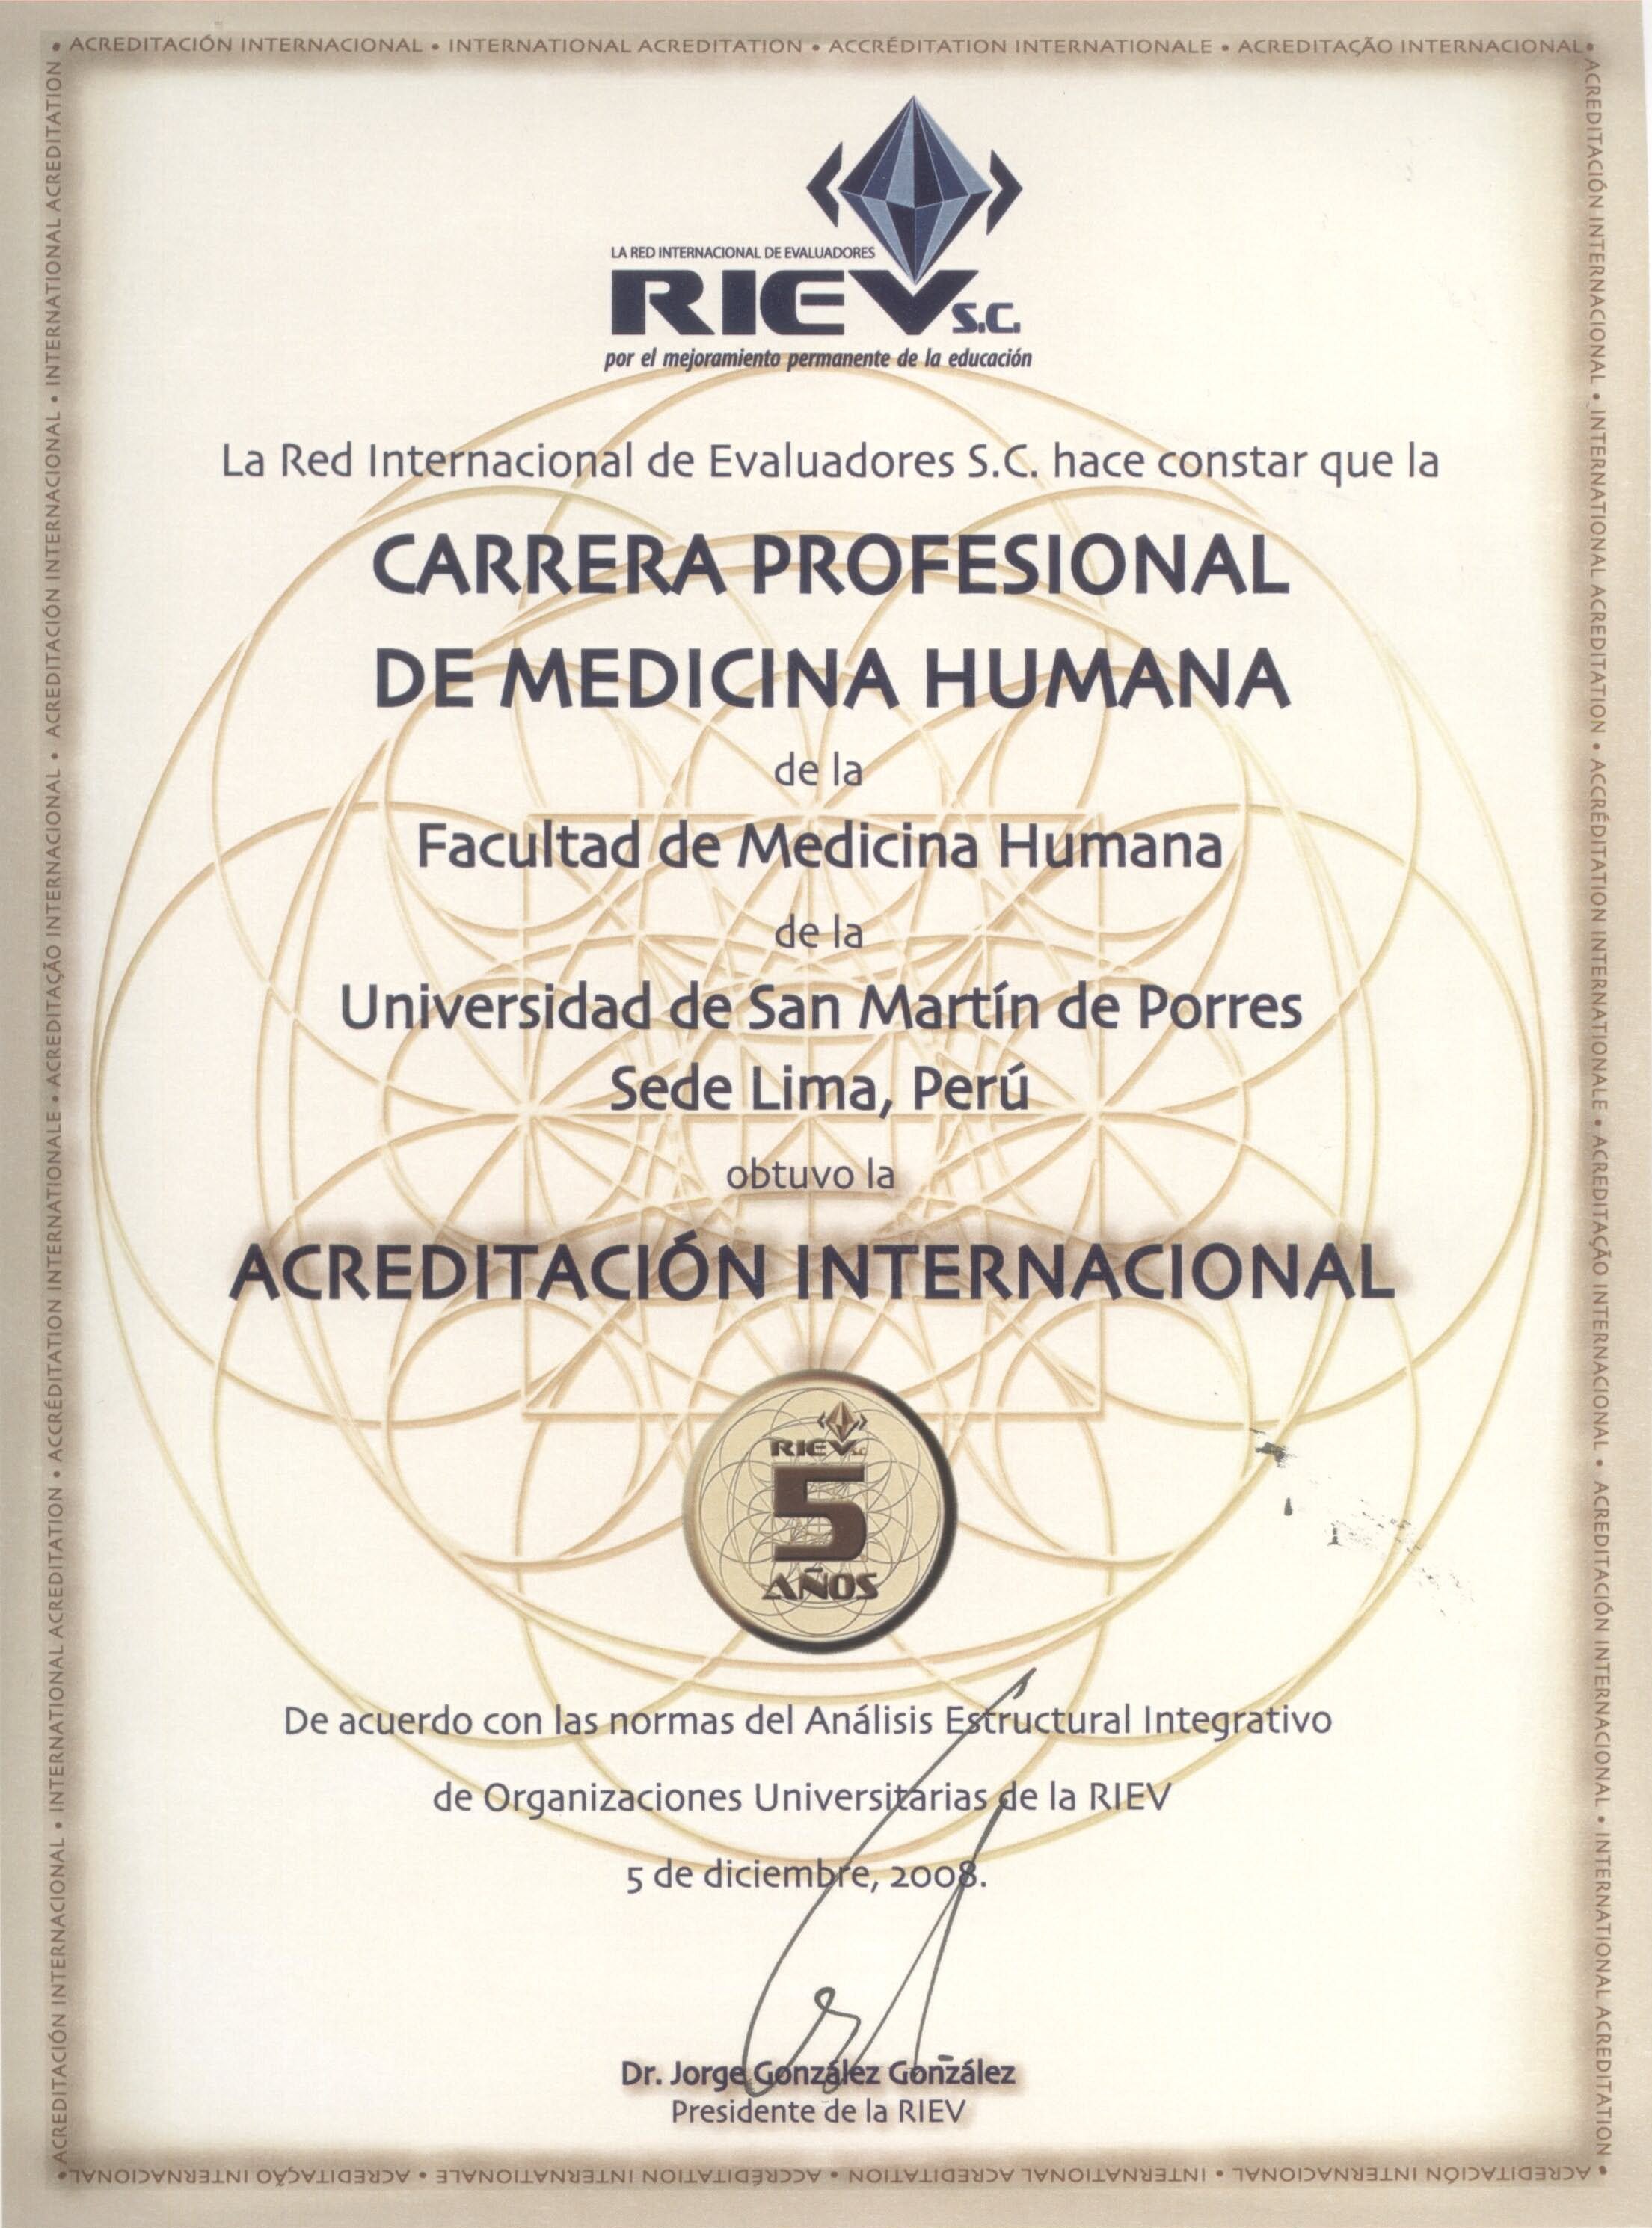 • ACREDITACIÓN INTERNACIONAL • INTERNATIONAL ACREDITATION • ACCRÉDITATION INTERNATIONALE • ACREDITAÇÃO INTERNACIONAL•
LA RED INTERNACIONAL DE EVALUADORES
RIEV S.C.
por el mejoramiento permanente de la educación
La Red Internacional de Evaluadores S.C. hace constar que la
CARRERA PROFESIONAL
DE MEDICINA HUMANA
de la
Facultad de Medicina Humana
de la
Universidad de San Martín de Porres
Sede Lima, Perú
obtuvo la
ACREDITACIÓN INTERNACIONAL
RIEV S.C.
5
AÑOS
De acuerdo con las normas del Análisis Estructural Integrativo
de Organizaciones Universitarias de la RIEV
5 de diciembre, 2008.
Dr. Jorge González González
Presidente de la RIEV
ACREDITACIÓN INTERNACIONAL • INTERNATIONAL ACREDITATION • ACCRÉDITATION INTERNATIONALE • ACREDITAÇÃO INTERNACIONAL • ACREDITACIÓN INTERNACIONAL • INTERNATIONAL ACREDITATION
ACREDITACIÓN INTERNACIONAL • INTERNATIONAL ACREDITATION • ACCRÉDITATION INTERNATIONALE • ACREDITAÇÃO INTERNACIONAL • ACREDITACIÓN INTERNACIONAL • INTERNATIONAL ACREDITATION •
• ACREDITACIÓN INTERNACIONAL • INTERNATIONAL ACREDITATION • ACCRÉDITATION INTERNATIONALE • ACREDITAÇÃO INTERNACIONAL•